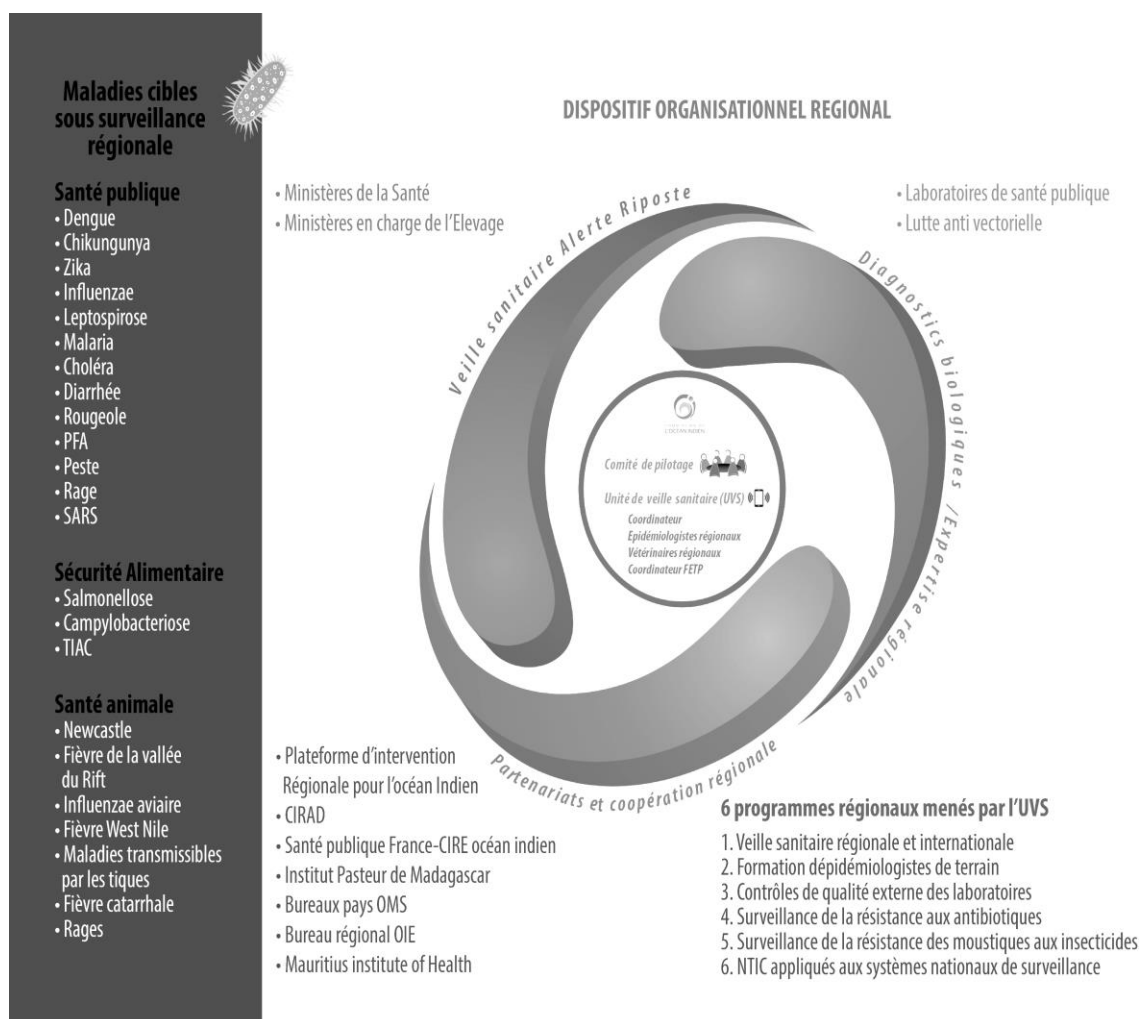 Maladies cibles
sous surveillance
régionale
Santé publique
• Dengue
• Chikungunya
• Zika
• Influenzae
• Leptospirose
• Malaria
• Choléra
• Diarrhée
• Rougeole
• PFA
• Peste
• Rage
• SARS
Sécurité Alimentaire
• Salmonellose
• Campylobacteriose
• TIAC
Santé animale
• Newcastle
• Fièvre de la vallée
du Rift
• Influenzae aviaire
• Fièvre West Nile
• Maladies transmissibles
par les tiques
• Fièvre catarrhale
• Rages
DISPOSITIF ORGANISATIONNEL REGIONAL
• Ministères de la Santé
• Ministères en charge de l'Elevage
• Laboratoires de santé publique
• Lutte anti vectorielle
Veille sanitaire Alerte Riposte
Diagnostics biologiques /Expertise régionale
Partenariats et coopération régionale
L'OCÉAN INDIEN
Comité de pilotage
Unité de veille sanitaire (UVS)
Coordinateur
Epidémiologistes régionaux
Vétérinaires régionaux
Coordinateur FETP
• Plateforme d'intervention
Régionale pour l'océan Indien
• CIRAD
• Santé publique France-CIRE océan indien
• Institut Pasteur de Madagascar
• Bureaux pays OMS
• Bureau régional OIE
• Mauritius institute of Health
6 programmes régionaux menés par l'UVS
1. Veille sanitaire régionale et internationale
2. Formation dépidémiologistes de terrain
3. Contrôles de qualité externe des laboratoires
4. Surveillance de la résistance aux antibiotiques
5. Surveillance de la résistance des moustiques aux insecticides
6. NTIC appliqués aux systèmes nationaux de surveillance